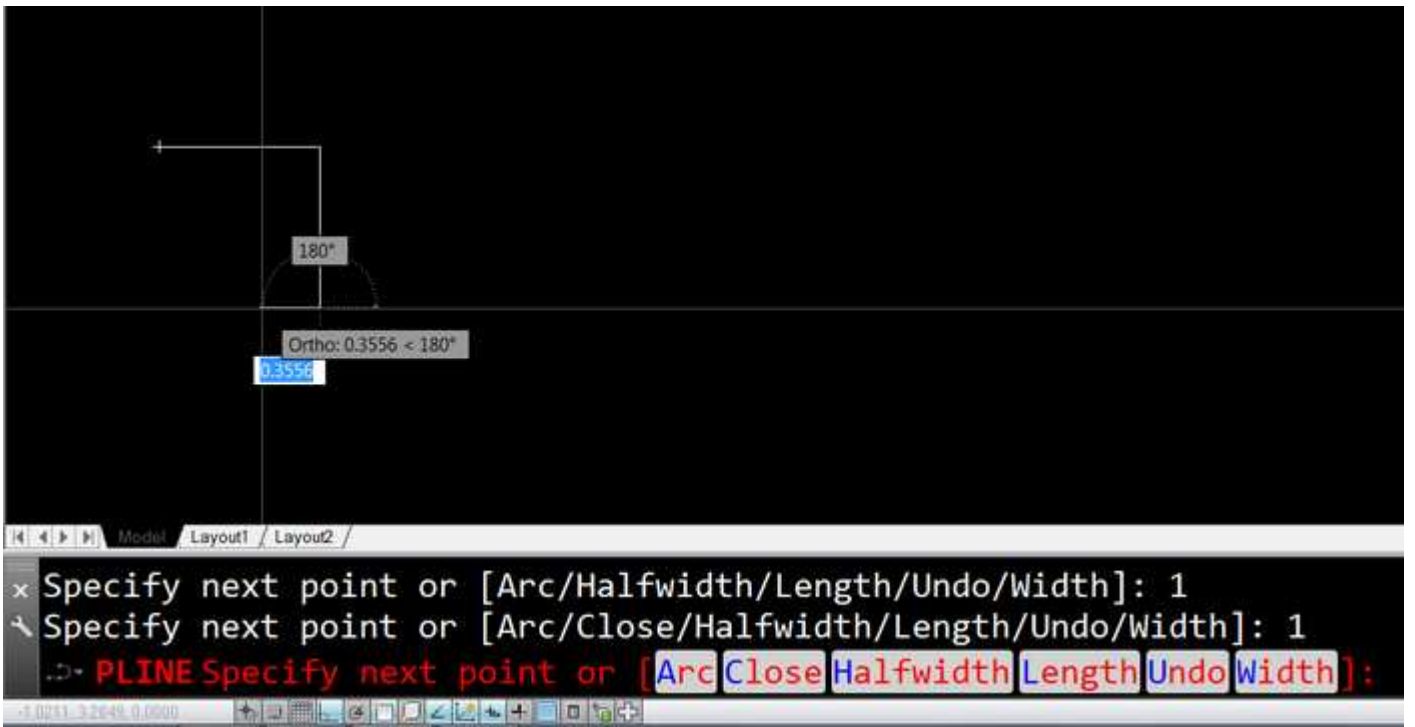 180°
Ortho: 0.3556 < 180°
0.3556
Model Layout1 Layout2
Specify next point or [Arc/Halfwidth/Length/Undo/Width]: 1
Specify next point or [Arc/Close/Halfwidth/Length/Undo/Width]: 1
PLINE Specify next point or [Arc Close Halfwidth Length Undo Width]: